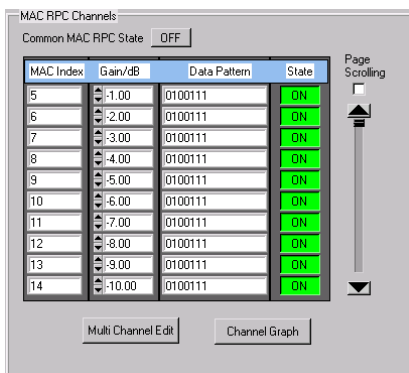 MAC RPC Channels
Common MAC RPC State OFF
Page
Scrolling
MAC Index Gain/dB Data Pattern State
5 -1.00 0100111 ON
6 -2.00 0100111 ON
7 -3.00 0100111 ON
8 -4.00 0100111 ON
9 -5.00 0100111 ON
10 -6.00 0100111 ON
11 -7.00 0100111 ON
12 -8.00 0100111 ON
13 -9.00 0100111 ON
14 -10.00 0100111 ON
Multi Channel Edit Channel Graph